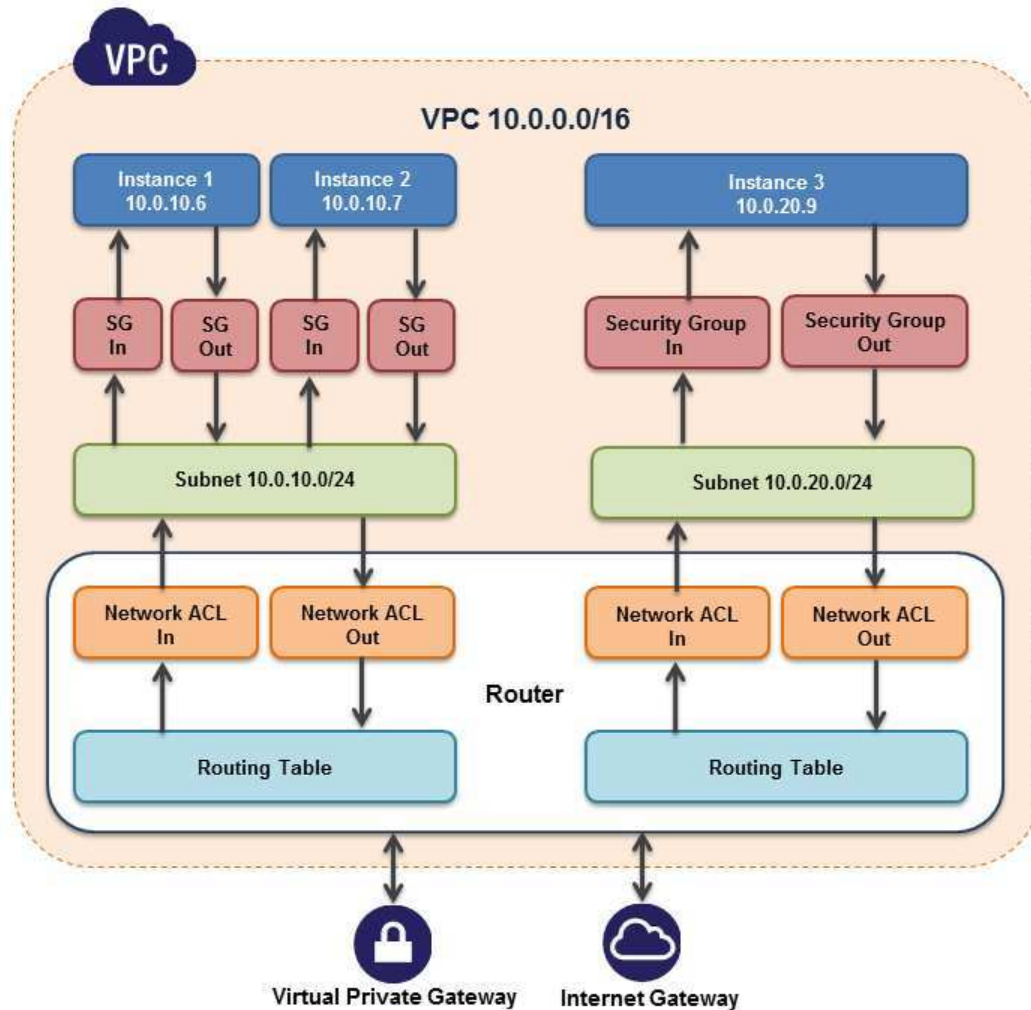 VPC
VPC 10.0.0.0/16
Instance 1
10.0.10.6
Instance 2
10.0.10.7
Instance 3
10.0.20.9
SG
In
SG
Out
SG
In
SG
Out
Security Group
In
Security Group
Out
Subnet 10.0.10.0/24
Subnet 10.0.20.0/24
Network ACL
In
Network ACL
Out
Network ACL
In
Network ACL
Out
Router
Routing Table
Routing Table
Virtual Private Gateway
Internet Gateway